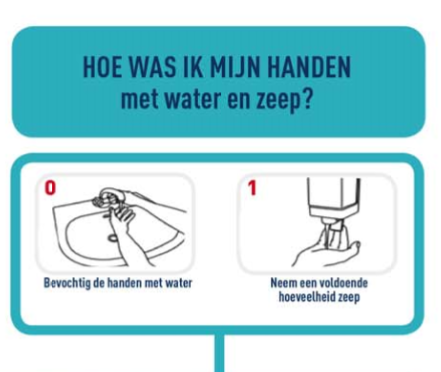 HOE WAS IK MIJN HANDEN
met water en zeep?
0
Bevochtig de handen met water
1
Neem een voldoende
hoeveelheid zeep